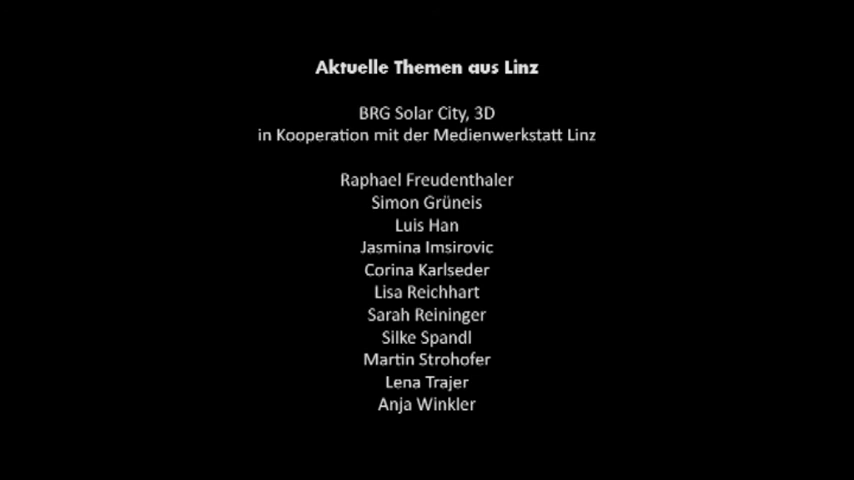 Aktuelle Themen aus Linz
BRG Solar City, 3D
in Kooperation mit der Medienwerkstatt Linz
Raphael Freudenthaler
Simon Grüneis
Luis Han
Jasmina Imsirovic
Corina Karlseder
Lisa Reichhart
Sarah Reininger
Silke Spandl
Martin Strohofer
Lena Trajer
Anja Winkler